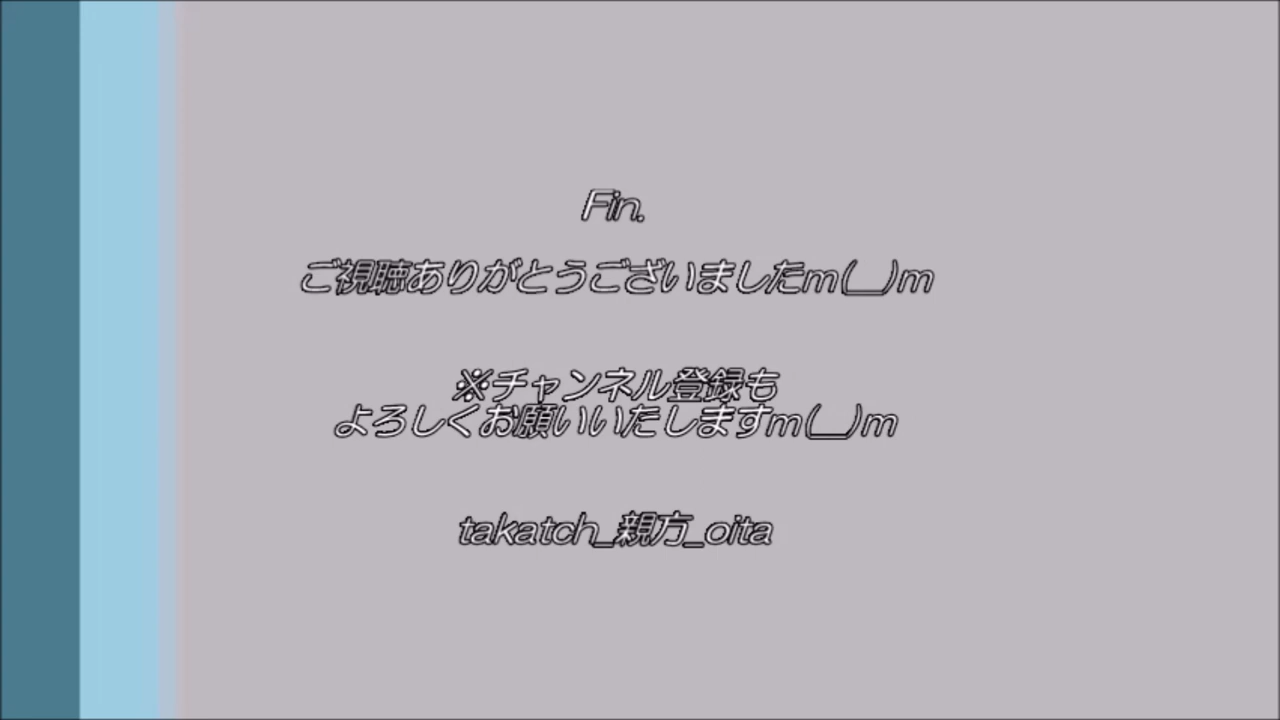 Fin.
ご視聴ありがとうございましたm(__)m
※チャンネル登録も
よろしくお願いいたしますm(__)m
takatch_親方_oita